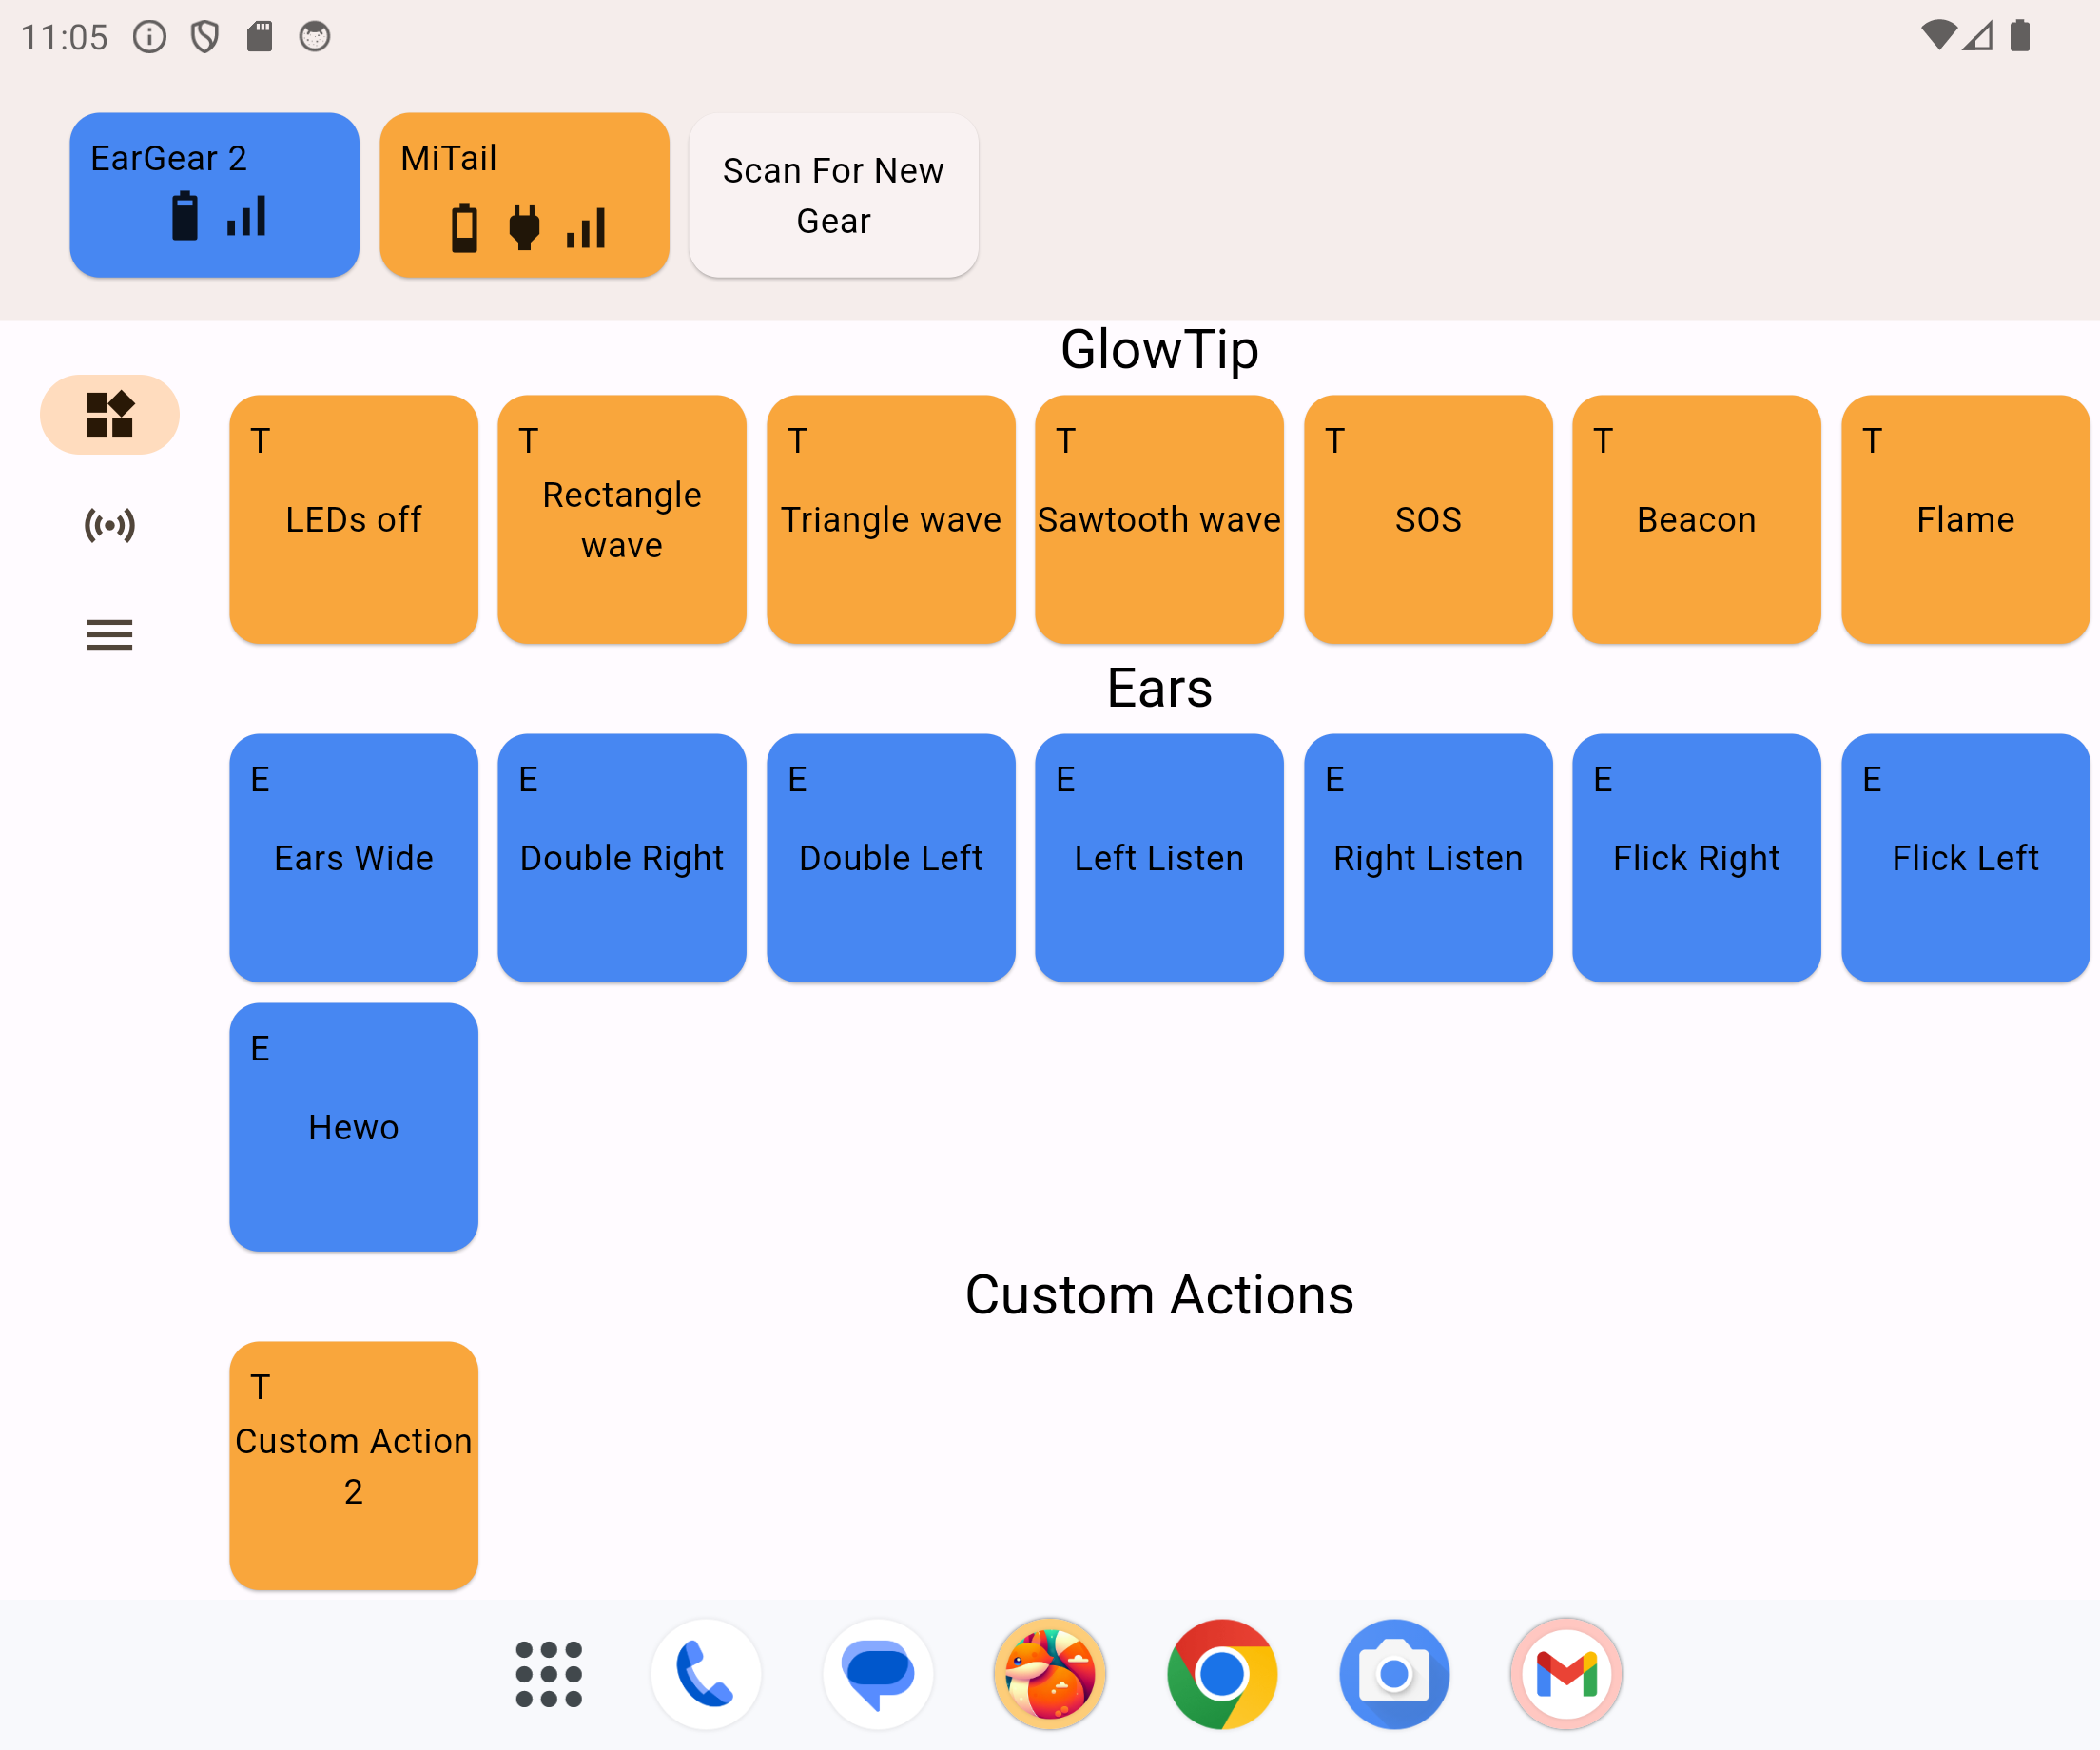 11:05
EarGear 2
MiTail
Scan For New
Gear
GlowTip
T
LEDs off
T
Rectangle
wave
T
Triangle wave
T
Sawtooth wave
T
SOS
T
Beacon
T
Flame
Ears
E
Ears Wide
E
Double Right
E
Double Left
E
Left Listen
E
Right Listen
E
Flick Right
E
Flick Left
E
Hewo
Custom Actions
T
Custom Action
2